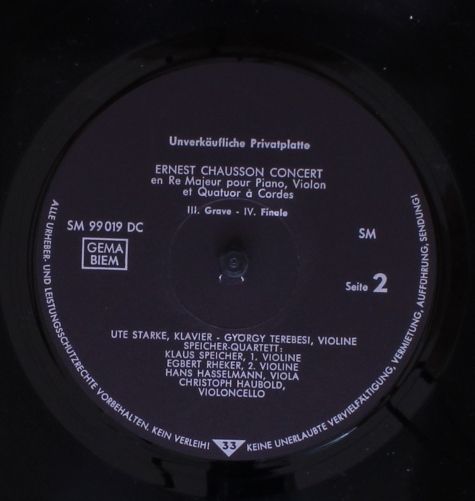 Unverkäufliche Privatplatte
ERNEST CHAUSSON CONCERT
en Re Majeur pour Piano, Violon
et Quatuor à Cordes
III. Grave - IV. Finale
SM 99019 DC
GEMA
BIEM
SM
Seite 2
UTE STARKE, KLAVIER - GYORGY TEREBESI, VIOLINE
SPEICHER-QUARTETT:
KLAUS SPEICHER, 1. VIOLINE
EGBERT RHEKER, 2. VIOLINE
HANS HASSELMANN, VIOLA
CHRISTOPH HAUBOLD,
VIOLONCELLO
ALLE URHEBER- UND LEISTUNGSSCHUTZRECHTE VORBEHALTEN. KEIN VERLEIH! 33 KEINE UNERLAUBTE VERVIELFÄLTIGUNG, VERMIETUNG, AUFFÜHRUNG, SENDUNG!